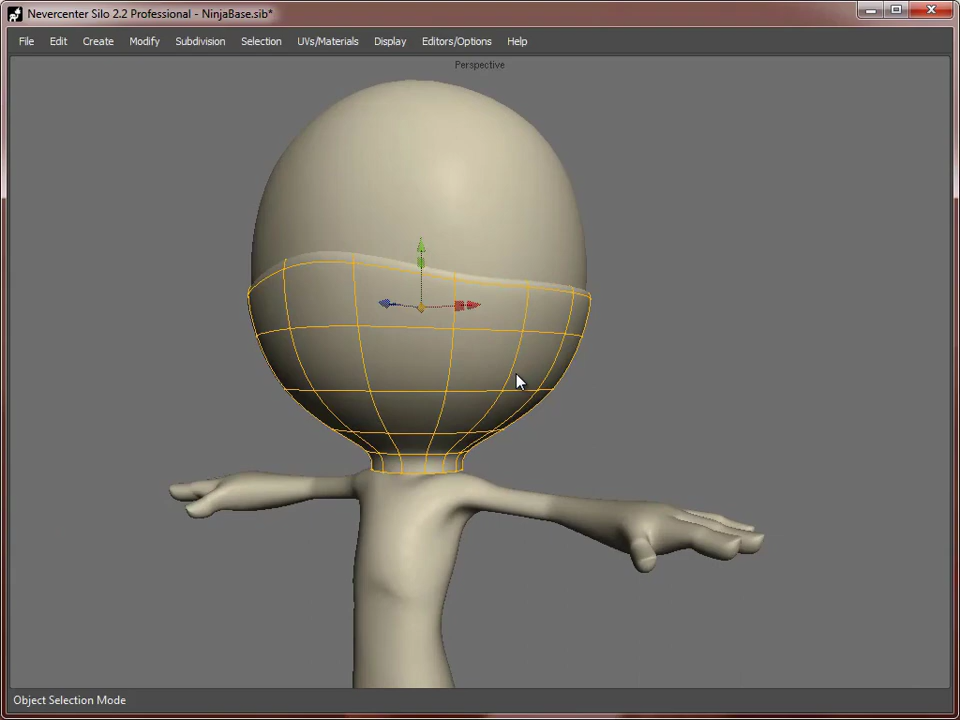 Nevercenter Silo 2.2 Professional - NinjaBase.sib*
File Edit Create Modify Subdivision Selection UVs/Materials Display Editors/Options Help
Perspective
Object Selection Mode